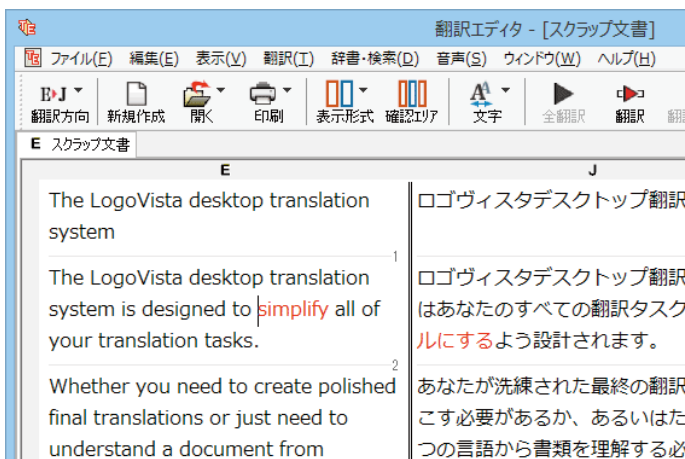 翻訳エディタ - [スクラップ文書]
ファイル(F) 編集(E) 表示(V) 翻訳(T) 辞書・検索(D) 音声(S) ウィンドウ(W) ヘルプ(H)
E▸J
翻訳方向 新規作成 開く 印刷 表示形式 確認エリア 文字 全翻訳 翻訳 翻
E スクラップ文書
E
The LogoVista desktop translation
system
1
The LogoVista desktop translation
system is designed to simplify all of
your translation tasks.
2
Whether you need to create polished
final translations or just need to
understand a document from
J
ロゴヴィスタデスクトップ翻訳
ロゴヴィスタデスクトップ翻訳
はあなたのすべての翻訳タスク
ルにするよう設計されます。
あなたが洗練された最終の翻訳
こす必要があるか、あるいはた
つの言語から書類を理解する必